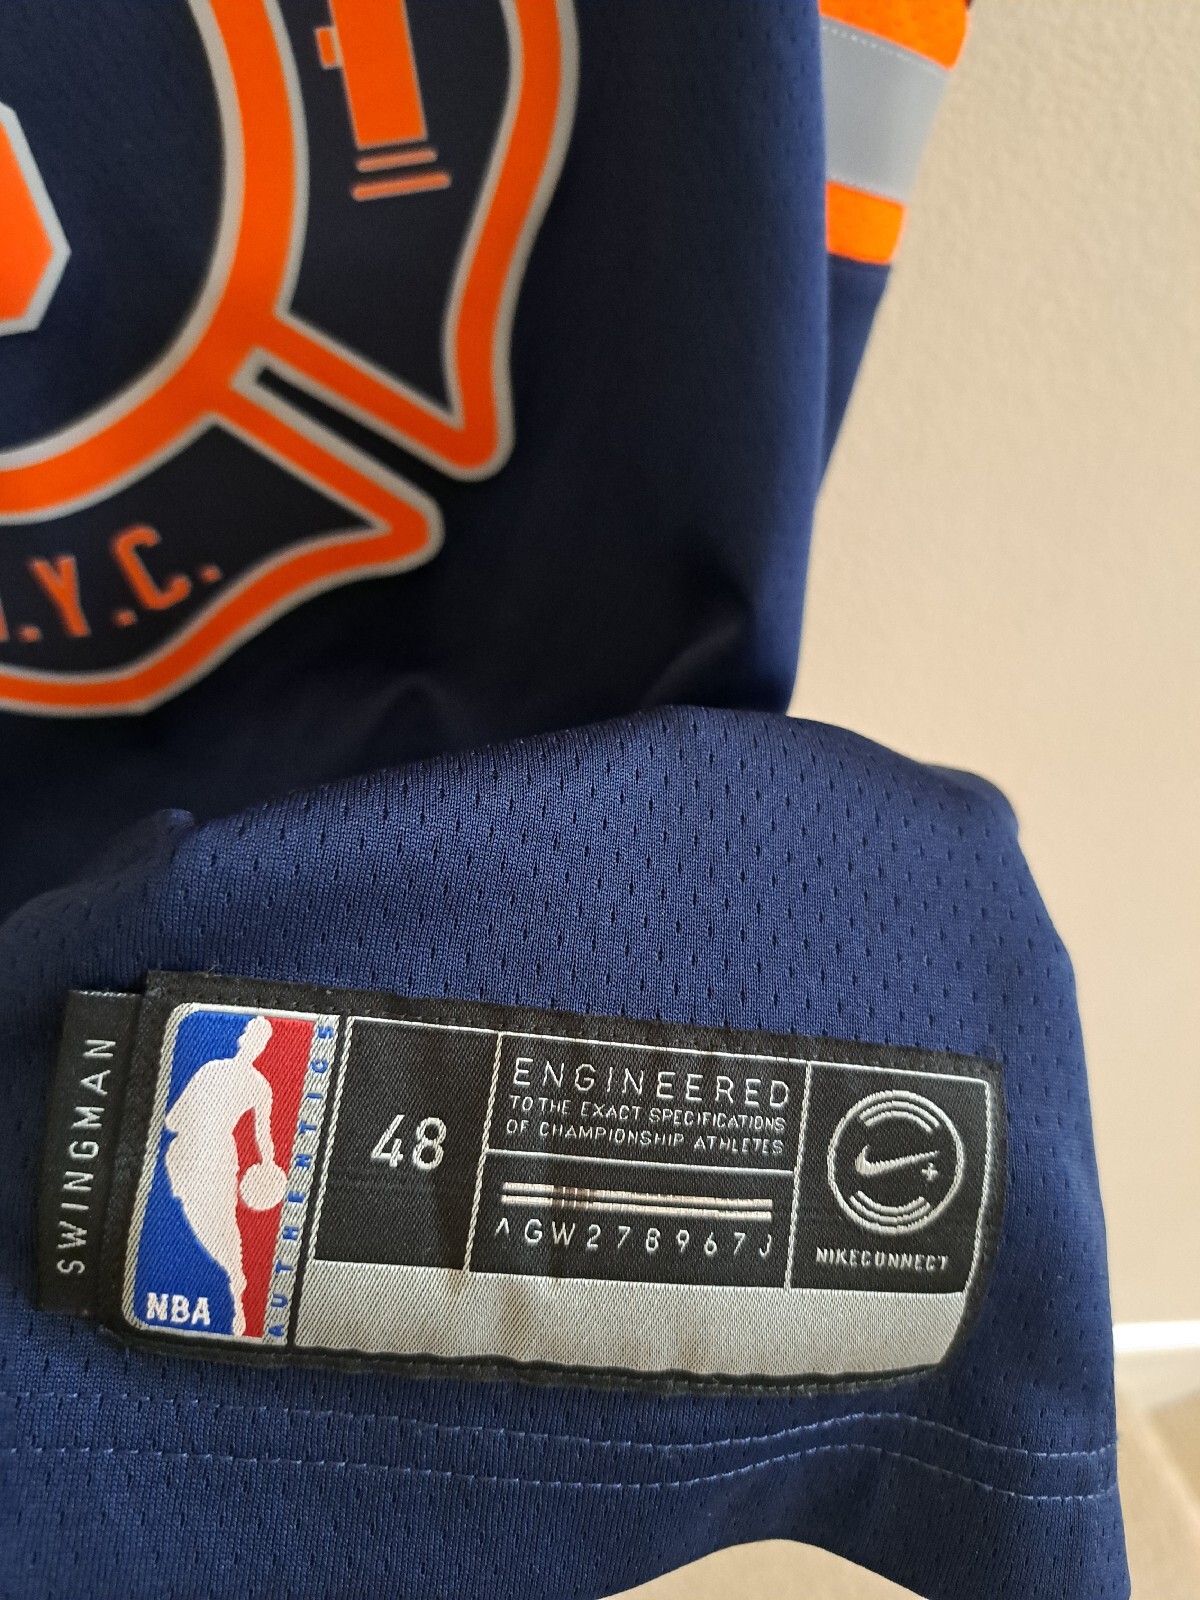 .Y.C.
SWINGMAN
NBA
AUTHENTICS
48
ENGINEERED
TO THE EXACT SPECIFICATIONS
OF CHAMPIONSHIP ATHLETES
^GW278967J
NIKECONNECT